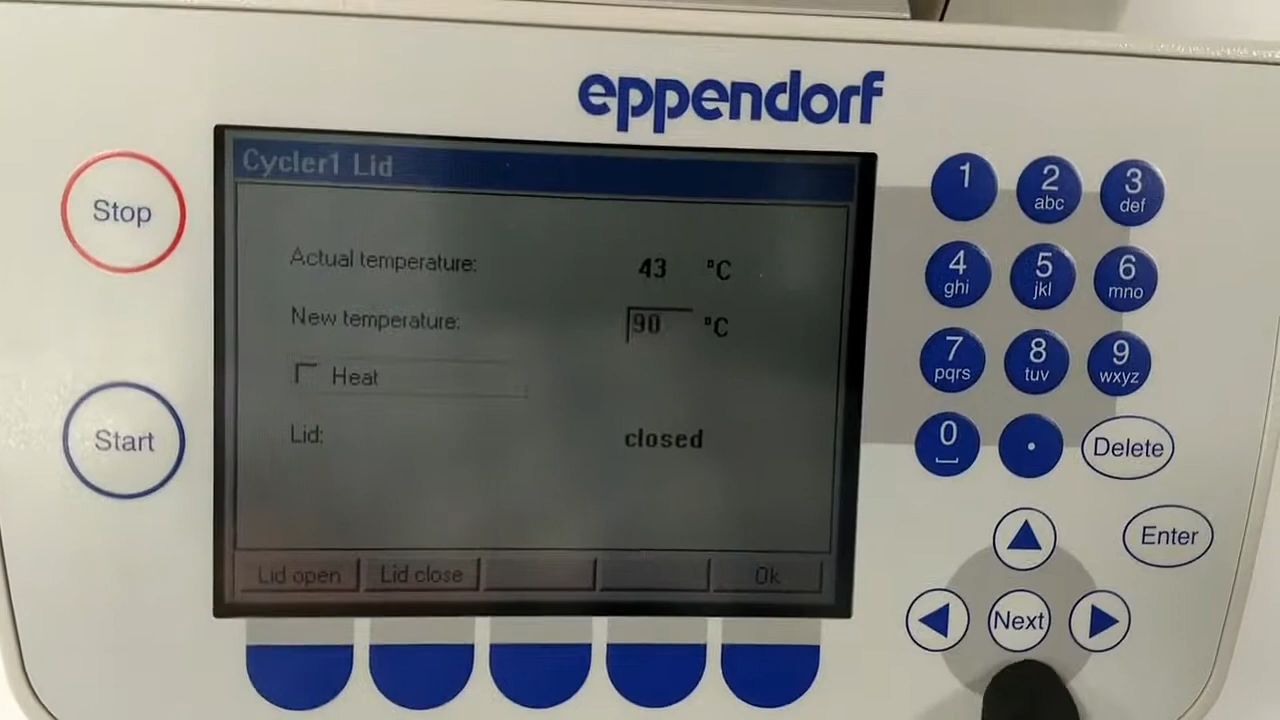 eppendorf
Cycler1 Lid
Actual temperature: 43 °C
New temperature: 90 °C
Heat
Lid: closed
Lid open Lid close Ok
Stop
Start
1 2 3
abc def
4 5 6
ghi jkl mno
7 8 9
pqrs tuv wxyz
0 . Delete
Enter
Next